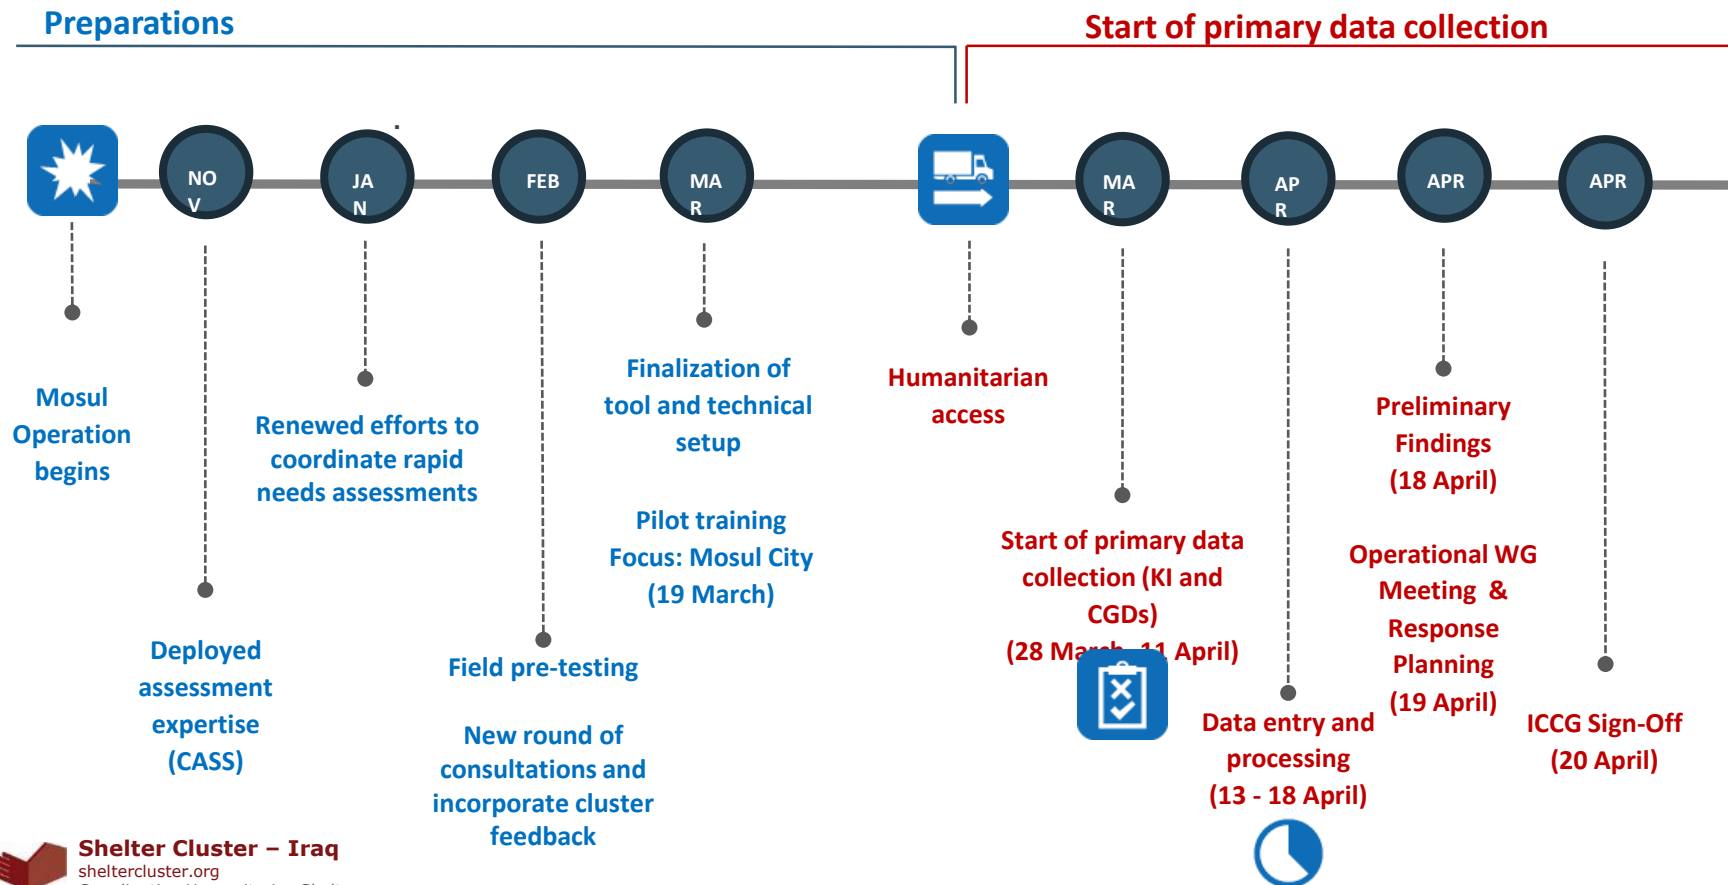 Preparations
Start of primary data collection
NO
V
JA
N
FEB
MA
R
MA
R
AP
R
APR
APR
Mosul
Operation
begins
Deployed
assessment
expertise
(CASS)
Renewed efforts to
coordinate rapid
needs assessments
Field pre-testing
New round of
consultations and
incorporate cluster
feedback
Finalization of
tool and technical
setup
Pilot training
Focus: Mosul City
(19 March)
Humanitarian
access
Start of primary data
collection (KI and
CGDs)
(28 March 11 April)
Data entry and
processing
(13 - 18 April)
Preliminary
Findings
(18 April)
Operational WG
Meeting &
Response
Planning
(19 April)
ICCG Sign-Off
(20 April)
Shelter Cluster – Iraq
sheltercluster.org